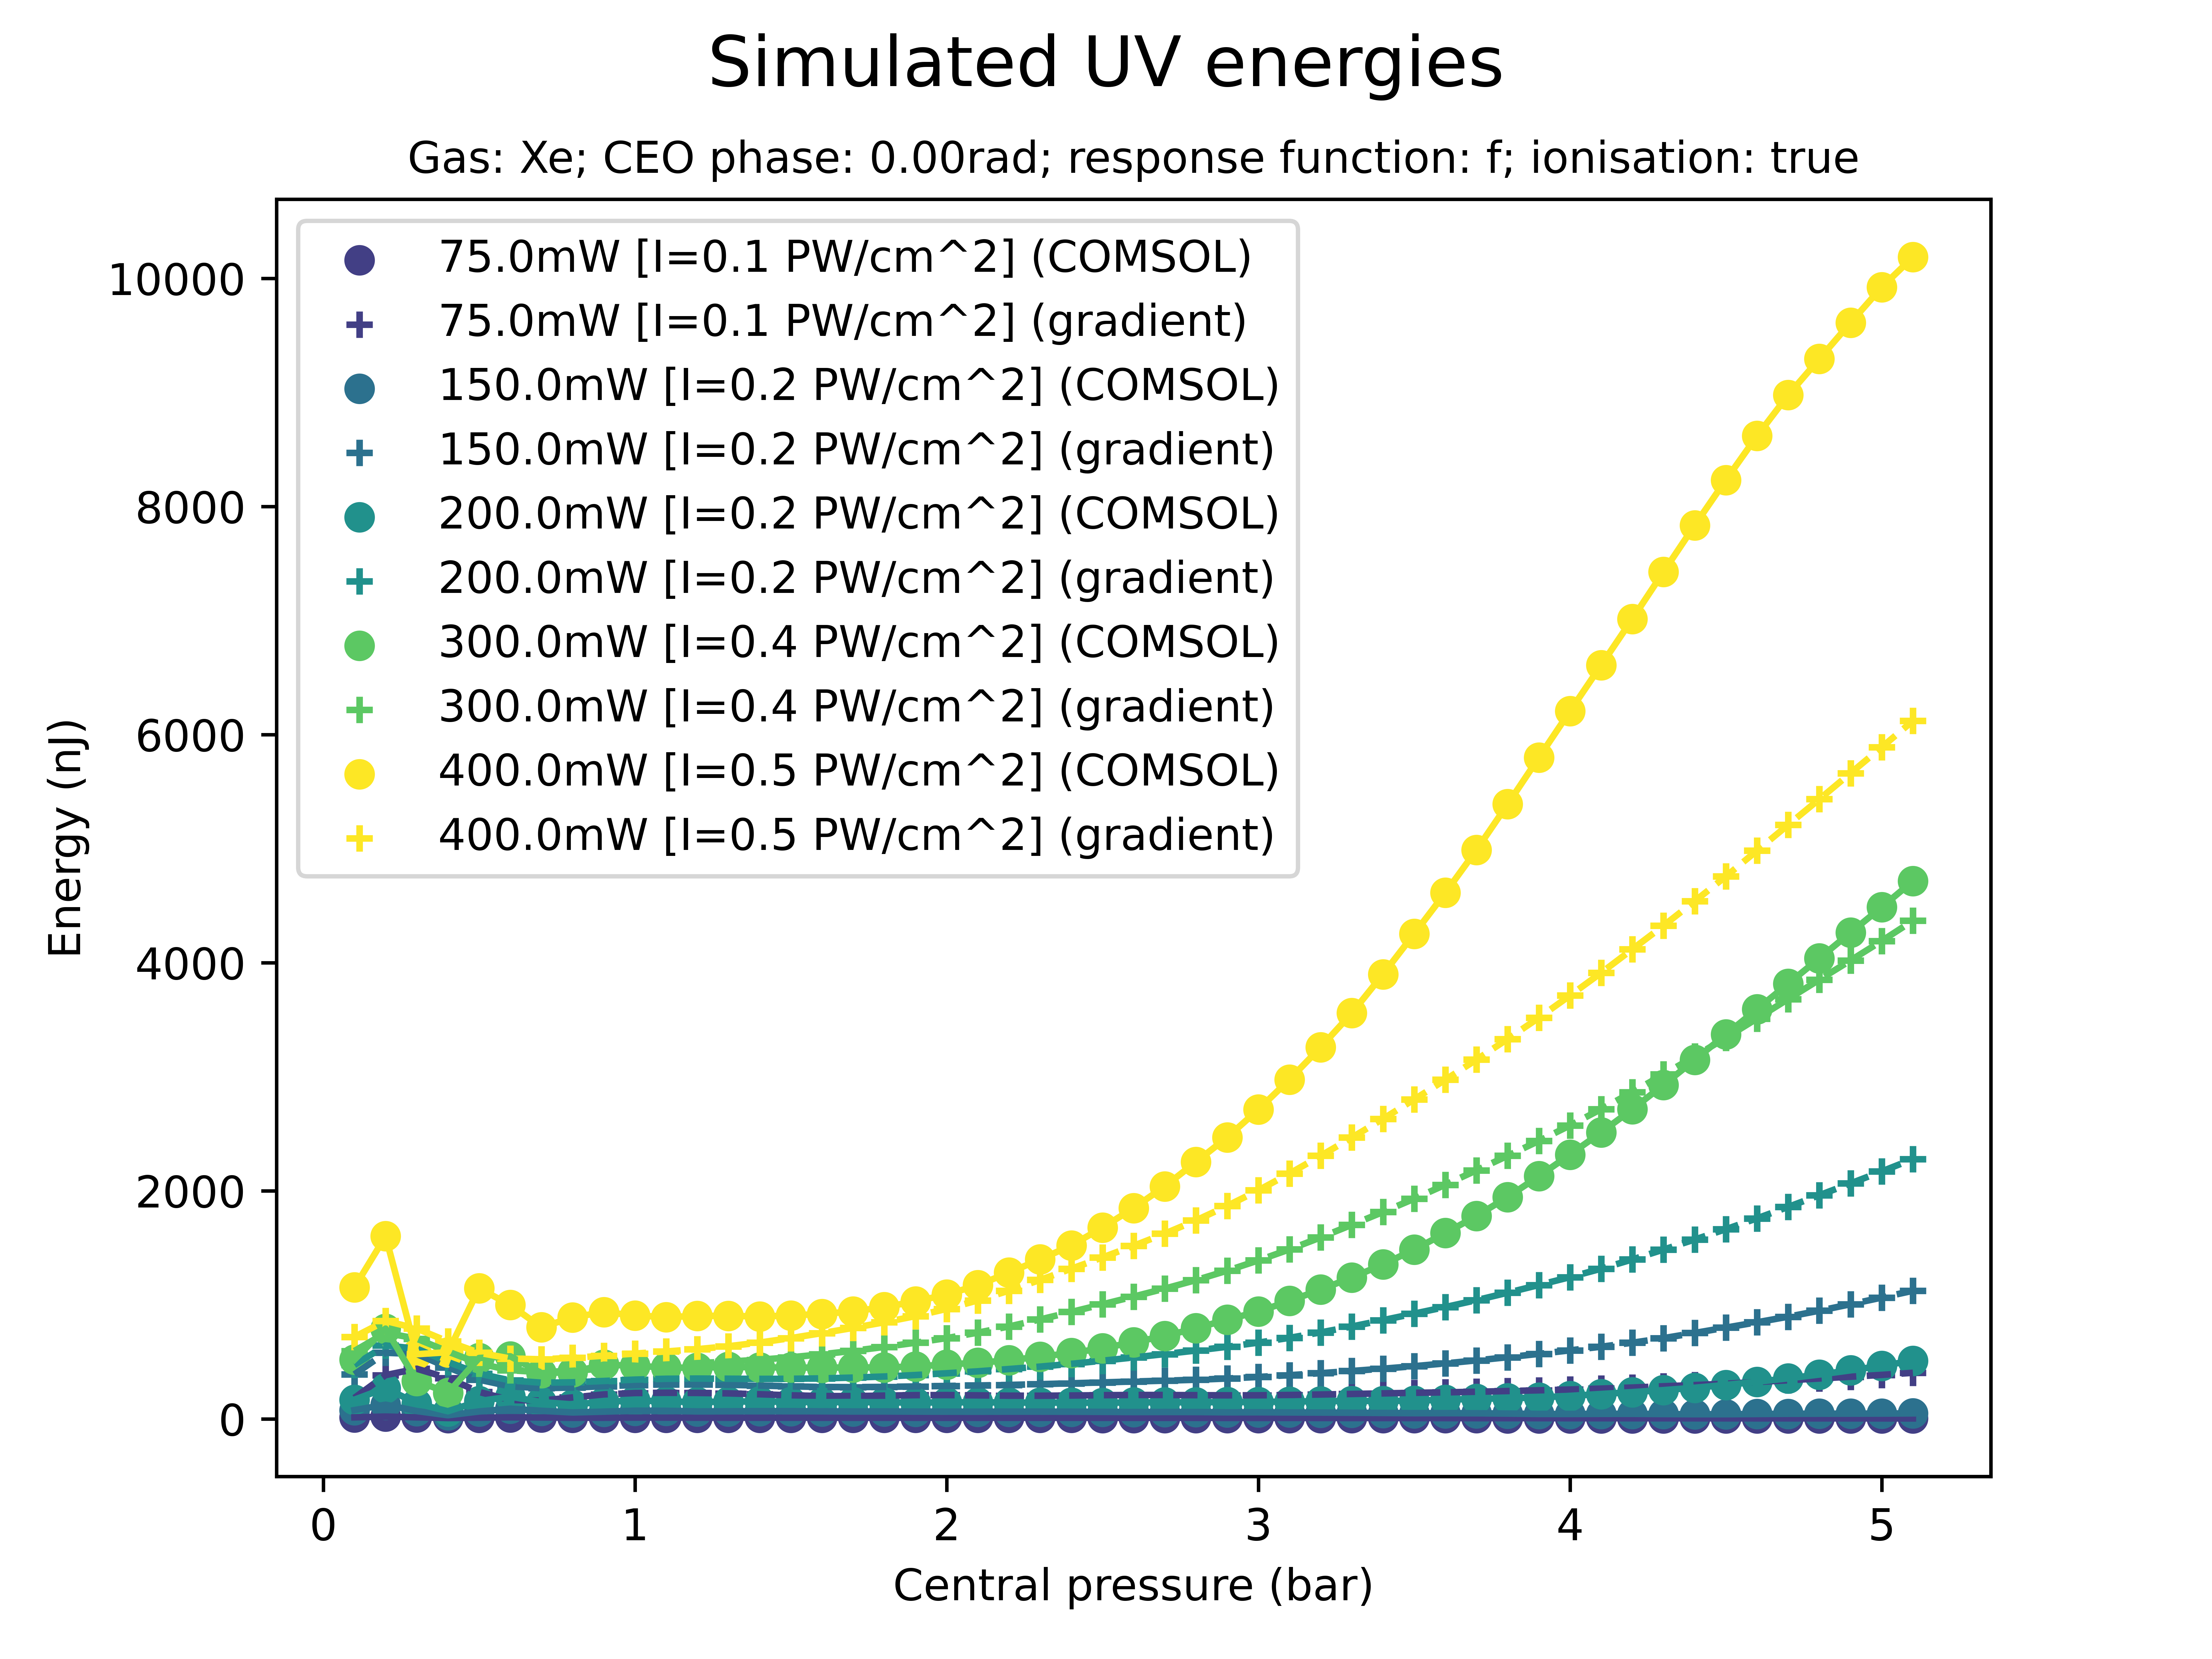 Simulated UV energies
Gas: Xe; CEO phase: 0.00rad; response function: f; ionisation: true
75.0mW [I=0.1 PW/cm^2] (COMSOL)
75.0mW [I=0.1 PW/cm^2] (gradient)
150.0mW [I=0.2 PW/cm^2] (COMSOL)
150.0mW [I=0.2 PW/cm^2] (gradient)
200.0mW [I=0.2 PW/cm^2] (COMSOL)
200.0mW [I=0.2 PW/cm^2] (gradient)
300.0mW [I=0.4 PW/cm^2] (COMSOL)
300.0mW [I=0.4 PW/cm^2] (gradient)
400.0mW [I=0.5 PW/cm^2] (COMSOL)
400.0mW [I=0.5 PW/cm^2] (gradient)
Energy (nJ)
10000
8000
6000
4000
2000
0
0 1 2 3 4 5
Central pressure (bar)